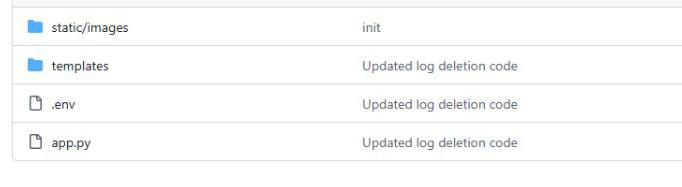 static/images init
templates Updated log deletion code
.env Updated log deletion code
app.py Updated log deletion code